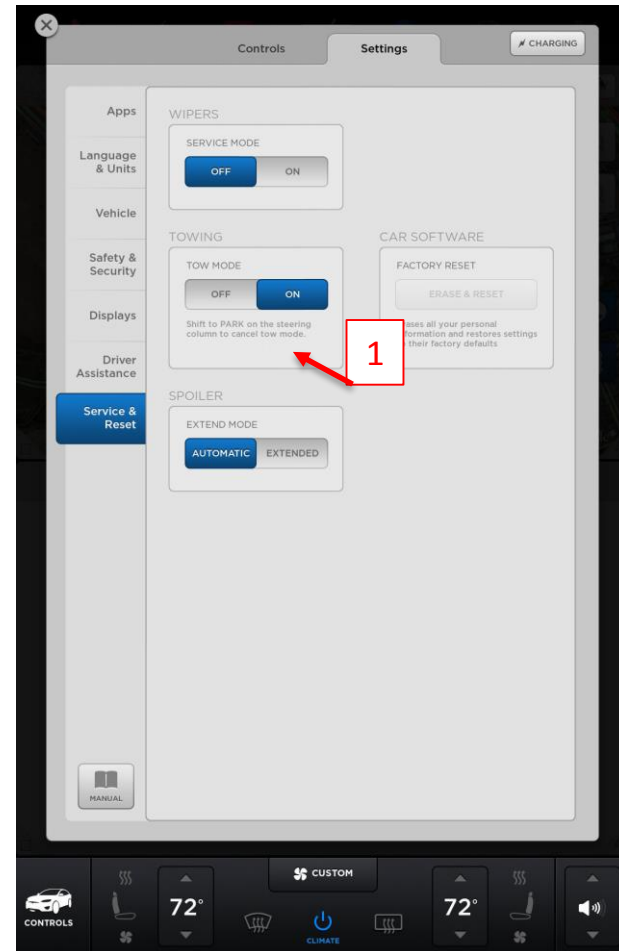 Controls
Settings
CHARGING
Apps
Language
& Units
Vehicle
Safety &
Security
Displays
Driver
Assistance
Service &
Reset
MANUAL
WIPERS
SERVICE MODE
OFF ON
TOWING
TOW MODE
OFF ON
Shift to PARK on the steering
column to cancel tow mode.
CAR SOFTWARE
FACTORY RESET
ERASE & RESET
all your personal
and restores settings
their factory defaults
1
SPOILER
EXTEND MODE
AUTOMATIC EXTENDED
CONTROLS
72°
CUSTOM
CLIMATE
72°